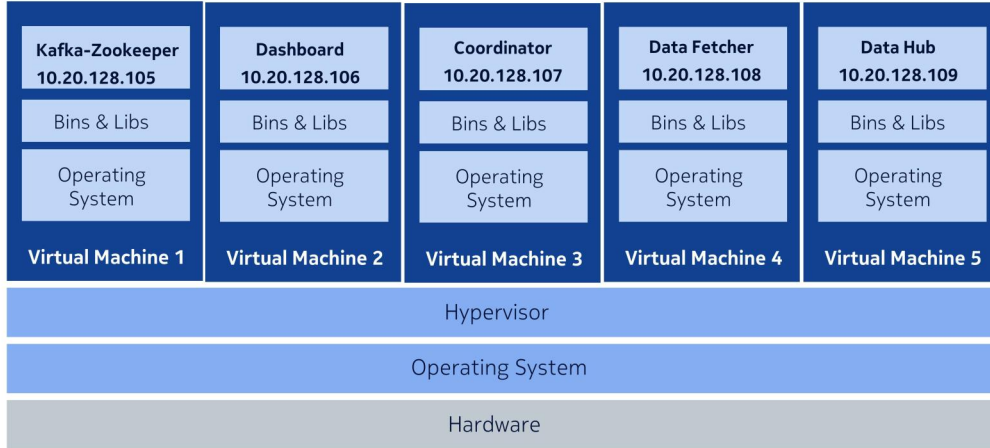 Kafka-Zookeeper
10.20.128.105
Bins & Libs
Operating
System
Virtual Machine 1
Dashboard
10.20.128.106
Bins & Libs
Operating
System
Virtual Machine 2
Coordinator
10.20.128.107
Bins & Libs
Operating
System
Virtual Machine 3
Data Fetcher
10.20.128.108
Bins & Libs
Operating
System
Virtual Machine 4
Data Hub
10.20.128.109
Bins & Libs
Operating
System
Virtual Machine 5
Hypervisor
Operating System
Hardware